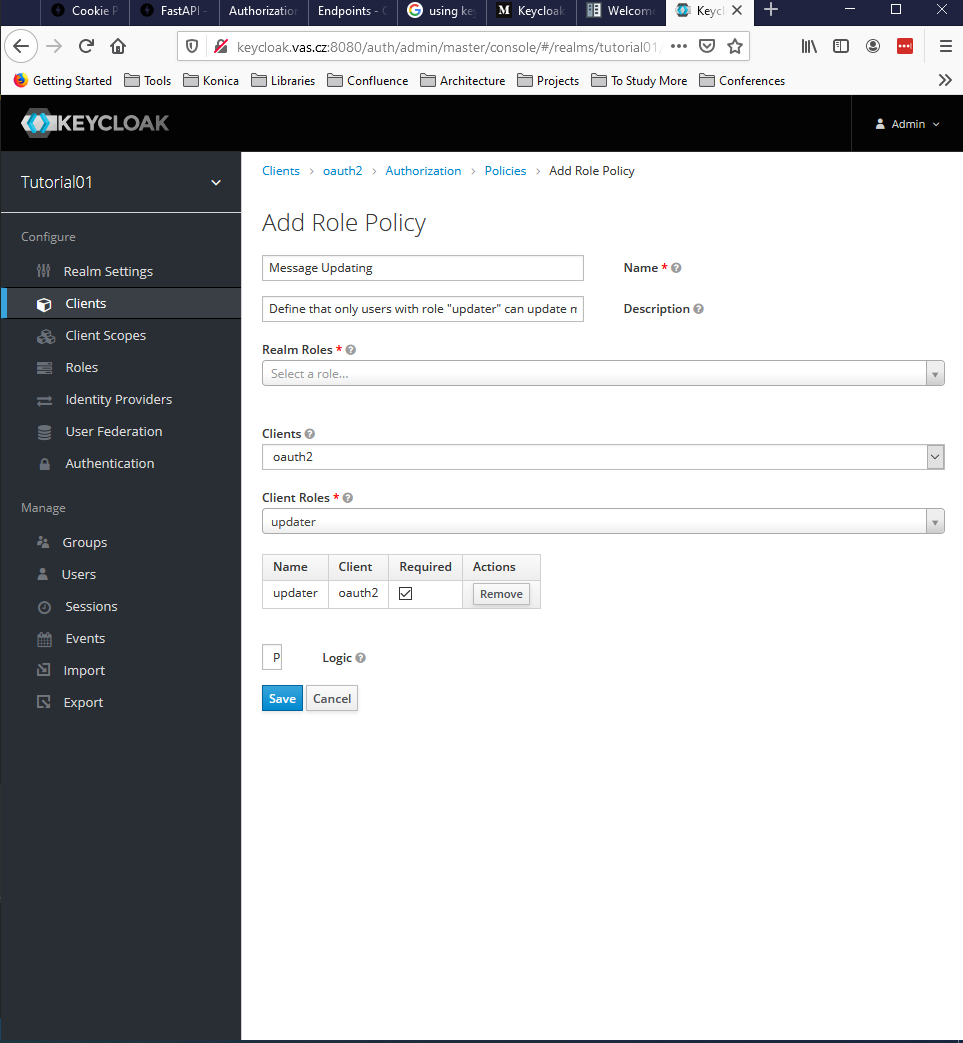 Cookie P
FastAPI -
Authorization
Endpoints - 
using key
M Keycloak
Welcome
Keycl
keycloak.vas.cz:8080/auth/admin/master/console/#/realms/tutorial01
Getting Started Tools Konica Libraries Confluence Architecture Projects To Study More Conferences
KEYCLOAK
Admin
Tutorial01
Configure
Realm Settings
Clients
Client Scopes
Roles
Identity Providers
User Federation
Authentication
Manage
Groups
Users
Sessions
Events
Import
Export
Clients > oauth2 > Authorization > Policies > Add Role Policy
Add Role Policy
Message Updating Name *
Define that only users with role "updater" can update Description
Realm Roles *
Select a role...
Clients
oauth2
Client Roles *
updater
Name Client Required Actions
updater oauth2 Remove
P Logic
Save Cancel